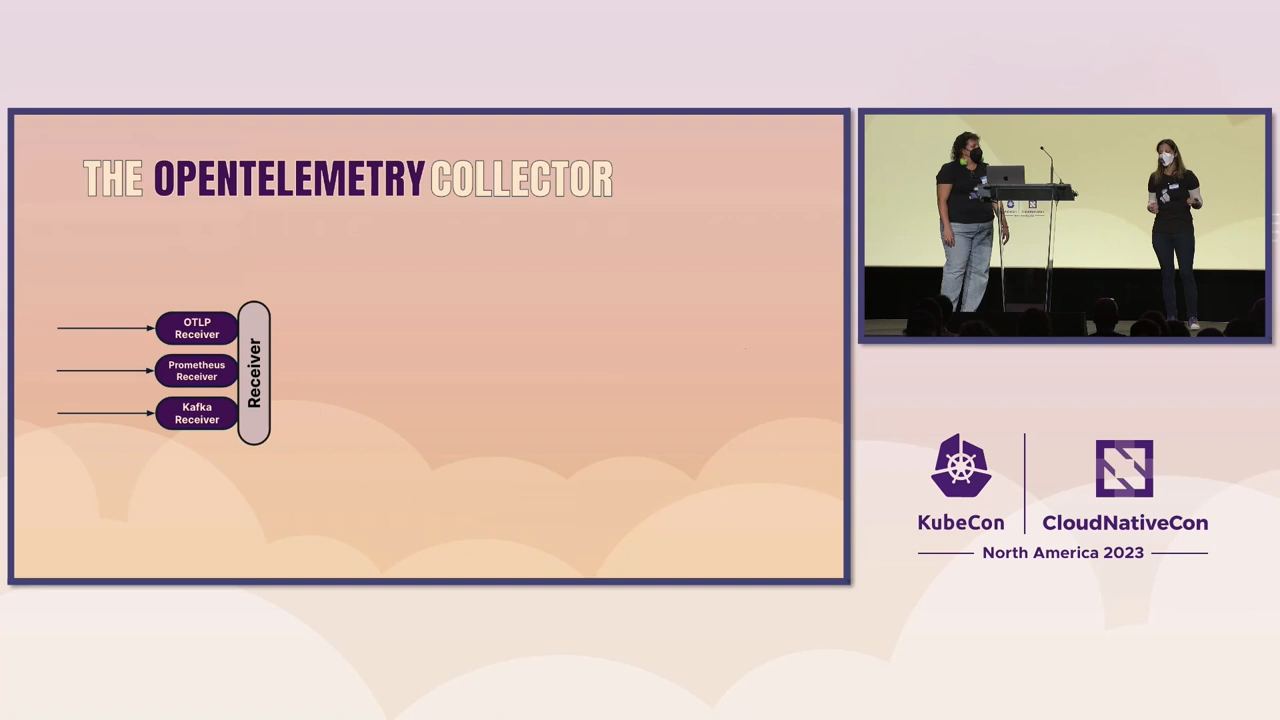 THE OPENTELEMETRY COLLECTOR
OTLP
Receiver
Prometheus
Receiver
Kafka
Receiver
Receiver
KubeCon
CloudNativeCon
North America 2023